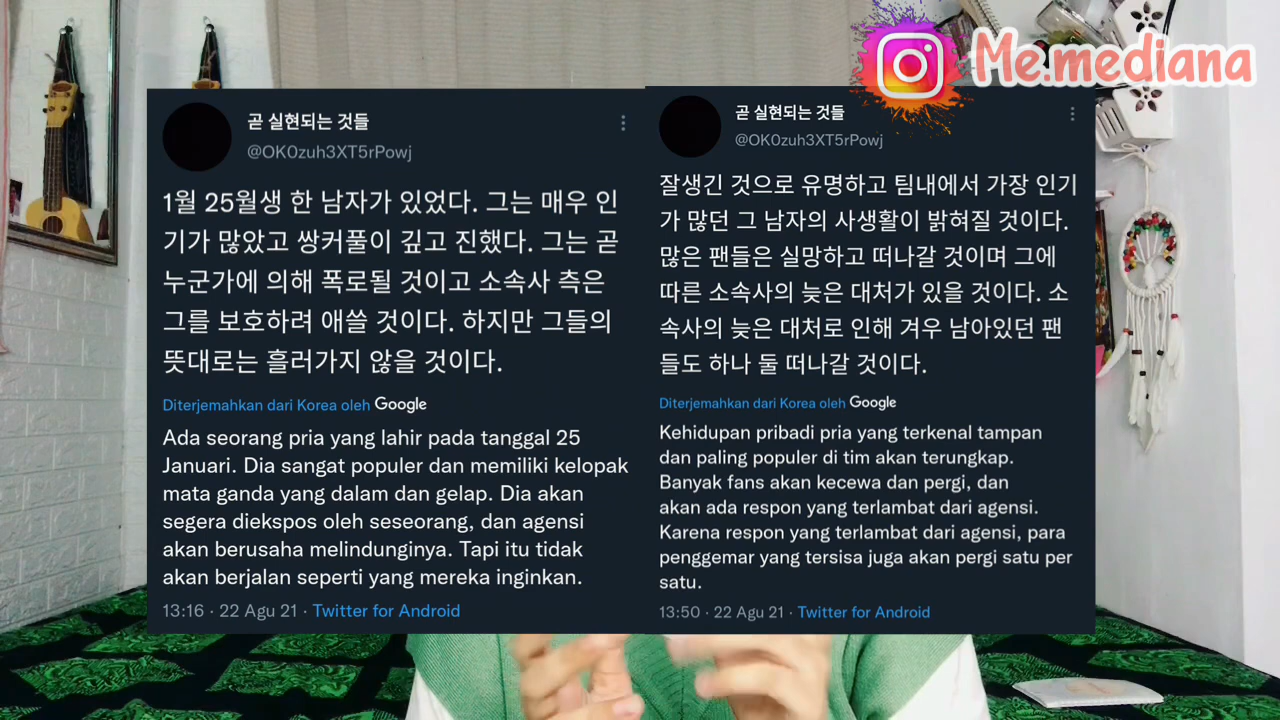 Me.mediana
곧 실현되는 것들
@OK0zuh3XT5rPowj
1월 25월생 한 남자가 있었다. 그는 매우 인
기가 많았고 쌍커풀이 깊고 진했다. 그는 곧
누군가에 의해 폭로될 것이고 소속사 측은
그를 보호하려 애쓸 것이다. 하지만 그들의
뜻대로는 흘러가지 않을 것이다.
Diterjemahkan dari Korea oleh Google
Ada seorang pria yang lahir pada tanggal 25
Januari. Dia sangat populer dan memiliki kelopak
mata ganda yang dalam dan gelap. Dia akan
segera diekspos oleh seseorang, dan agensi
akan berusaha melindunginya. Tapi itu tidak
akan berjalan seperti yang mereka inginkan.
13:16 · 22 Agu 21 · Twitter for Android
곧 실현되는 것들
@OK0zuh3XT5rPowj
잘생긴 것으로 유명하고 팀내에서 가장 인기
가 많던 그 남자의 사생활이 밝혀질 것이다.
많은 팬들은 실망하고 떠나갈 것이며 그에
따른 소속사의 늦은 대처가 있을 것이다. 소
속사의 늦은 대처로 인해 겨우 남아있던 팬
들도 하나 둘 떠나갈 것이다.
Diterjemahkan dari Korea oleh Google
Kehidupan pribadi pria yang terkenal tampan
dan paling populer di tim akan terungkap.
Banyak fans akan kecewa dan pergi, dan
akan ada respon yang terlambat dari agensi.
Karena respon yang terlambat dari agensi, para
penggemar yang tersisa juga akan pergi satu per
satu.
13:50 · 22 Agu 21 · Twitter for Android